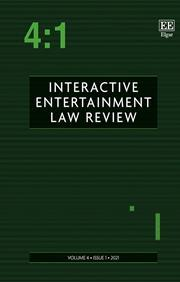 4:1
EE
Elgar
INTERACTIVE
ENTERTAINMENT
LAW REVIEW
VOLUME 4 • ISSUE 1 • 2021